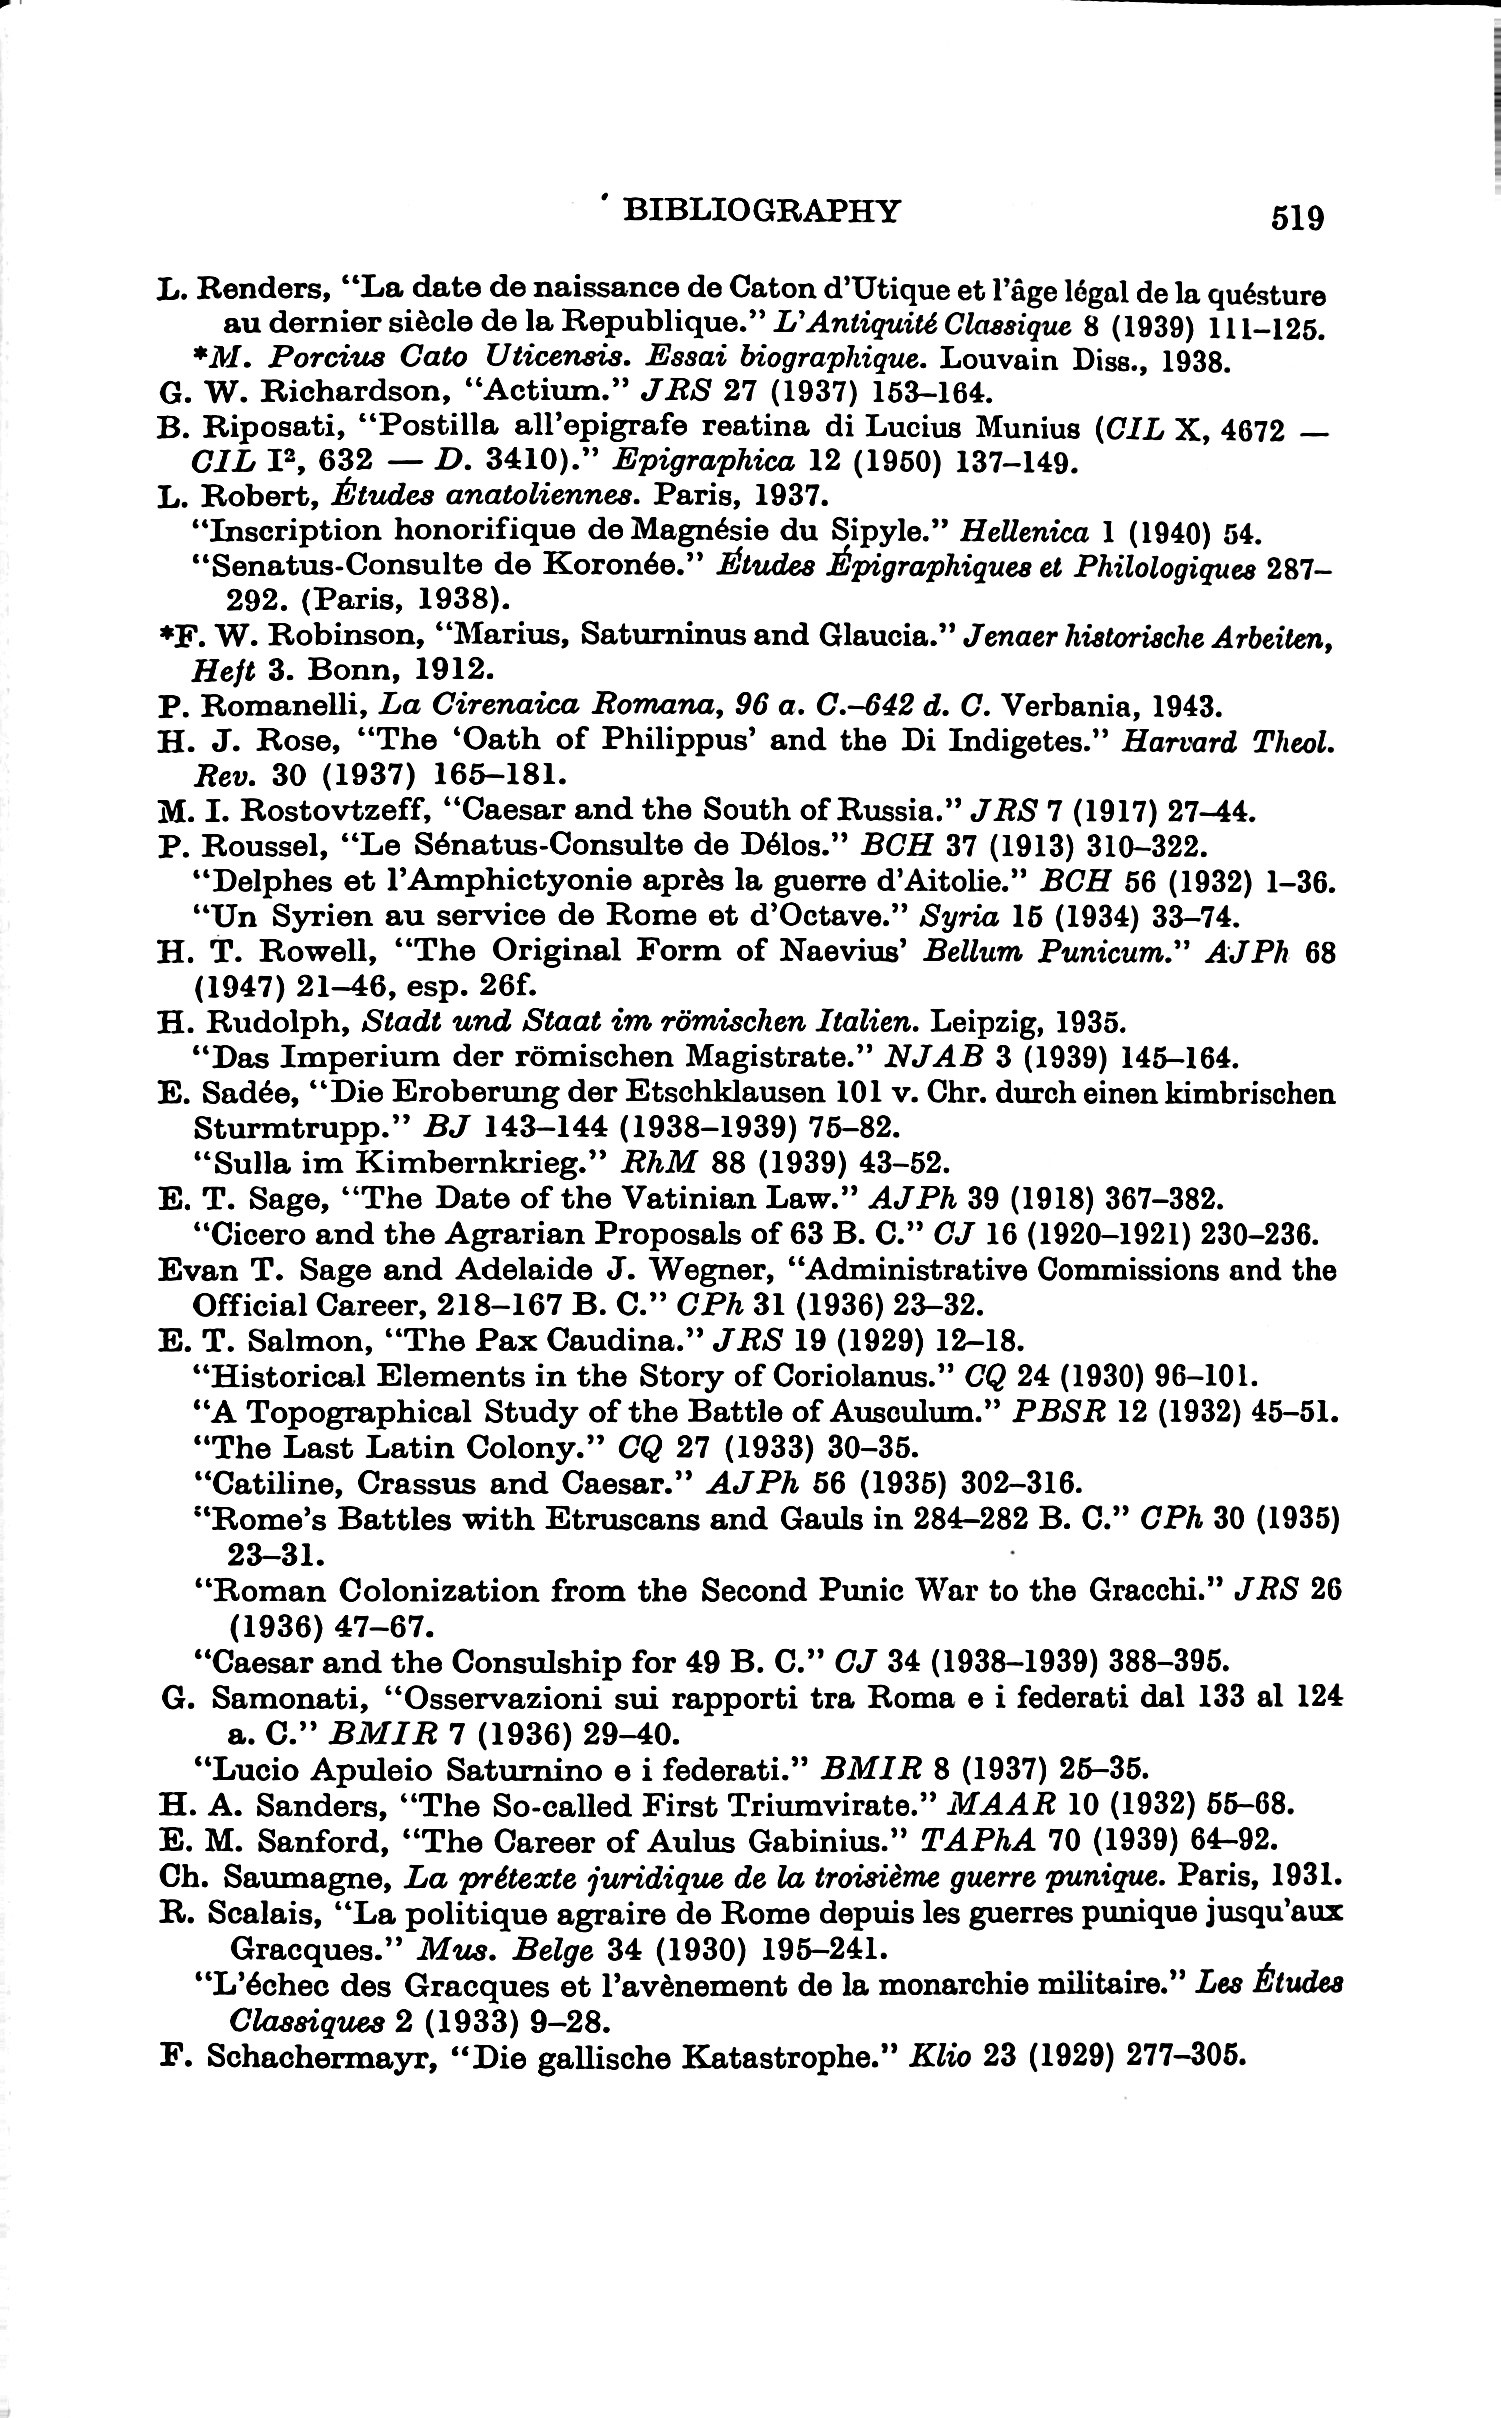 BIBLIOGRAPHY 519
L. Renders, “La date de naissance de Caton d’Utique et l’âge légal de la quésture
au dernier siècle de la Republique.” L’Antiquité Classique 8 (1939) 111–125.
*M. Porcius Cato Uticensis. Essai biographique. Louvain Diss., 1938.
G. W. Richardson, “Actium.” JRS 27 (1937) 153–164.
B. Riposati, “Postilla all’epigrafe reatina di Lucius Munius (CIL X, 4672 —
CIL I², 632 — D. 3410).” Epigraphica 12 (1950) 137–149.
L. Robert, Études anatoliennes. Paris, 1937.
“Inscription honorifique de Magnésie du Sipyle.” Hellenica 1 (1940) 54.
“Senatus-Consulte de Koronée.” Études Épigraphiques et Philologiques 287–
292. (Paris, 1938).
*F. W. Robinson, “Marius, Saturninus and Glaucia.” Jenaer historische Arbeiten,
Heft 3. Bonn, 1912.
P. Romanelli, La Cirenaica Romana, 96 a. C.–642 d. C. Verbania, 1943.
H. J. Rose, “The ‘Oath of Philippus’ and the Di Indigetes.” Harvard Theol.
Rev. 30 (1937) 165–181.
M. I. Rostovtzeff, “Caesar and the South of Russia.” JRS 7 (1917) 27–44.
P. Roussel, “Le Sénatus-Consulte de Délos.” BCH 37 (1913) 310–322.
“Delphes et l’Amphictyonie après la guerre d’Aitolie.” BCH 56 (1932) 1–36.
“Un Syrien au service de Rome et d’Octave.” Syria 15 (1934) 33–74.
H. T. Rowell, “The Original Form of Naevius’ Bellum Punicum.” AJPh 68
(1947) 21–46, esp. 26f.
H. Rudolph, Stadt und Staat im römischen Italien. Leipzig, 1935.
“Das Imperium der römischen Magistrate.” NJAB 3 (1939) 145–164.
E. Sadée, “Die Eroberung der Etschklausen 101 v. Chr. durch einen kimbrischen
Sturmtrupp.” BJ 143–144 (1938–1939) 75–82.
“Sulla im Kimbernkrieg.” RhM 88 (1939) 43–52.
E. T. Sage, “The Date of the Vatinian Law.” AJPh 39 (1918) 367–382.
“Cicero and the Agrarian Proposals of 63 B. C.” CJ 16 (1920–1921) 230–236.
Evan T. Sage and Adelaide J. Wegner, “Administrative Commissions and the
Official Career, 218–167 B. C.” CPh 31 (1936) 23–32.
E. T. Salmon, “The Pax Caudina.” JRS 19 (1929) 12–18.
“Historical Elements in the Story of Coriolanus.” CQ 24 (1930) 96–101.
“A Topographical Study of the Battle of Ausculum.” PBSR 12 (1932) 45–51.
“The Last Latin Colony.” CQ 27 (1933) 30–35.
“Catiline, Crassus and Caesar.” AJPh 56 (1935) 302–316.
“Rome’s Battles with Etruscans and Gauls in 284–282 B. C.” CPh 30 (1935)
23–31.
“Roman Colonization from the Second Punic War to the Gracchi.” JRS 26
(1936) 47–67.
“Caesar and the Consulship for 49 B. C.” CJ 34 (1938–1939) 388–395.
G. Samonati, “Osservazioni sui rapporti tra Roma e i federati dal 133 al 124
a. C.” BMIR 7 (1936) 29–40.
“Lucio Apuleio Saturnino e i federati.” BMIR 8 (1937) 25–35.
H. A. Sanders, “The So-called First Triumvirate.” MAAR 10 (1932) 55–68.
E. M. Sanford, “The Career of Aulus Gabinius.” TAPhA 70 (1939) 64–92.
Ch. Saumagne, La prétexte juridique de la troisième guerre punique. Paris, 1931.
R. Scalais, “La politique agraire de Rome depuis les guerres punique jusqu’aux
Gracques.” Mus. Belge 34 (1930) 195–241.
“L’échec des Gracques et l’avènement de la monarchie militaire.” Les Études
Classiques 2 (1933) 9–28.
F. Schachermayr, “Die gallische Katastrophe.” Klio 23 (1929) 277–305.